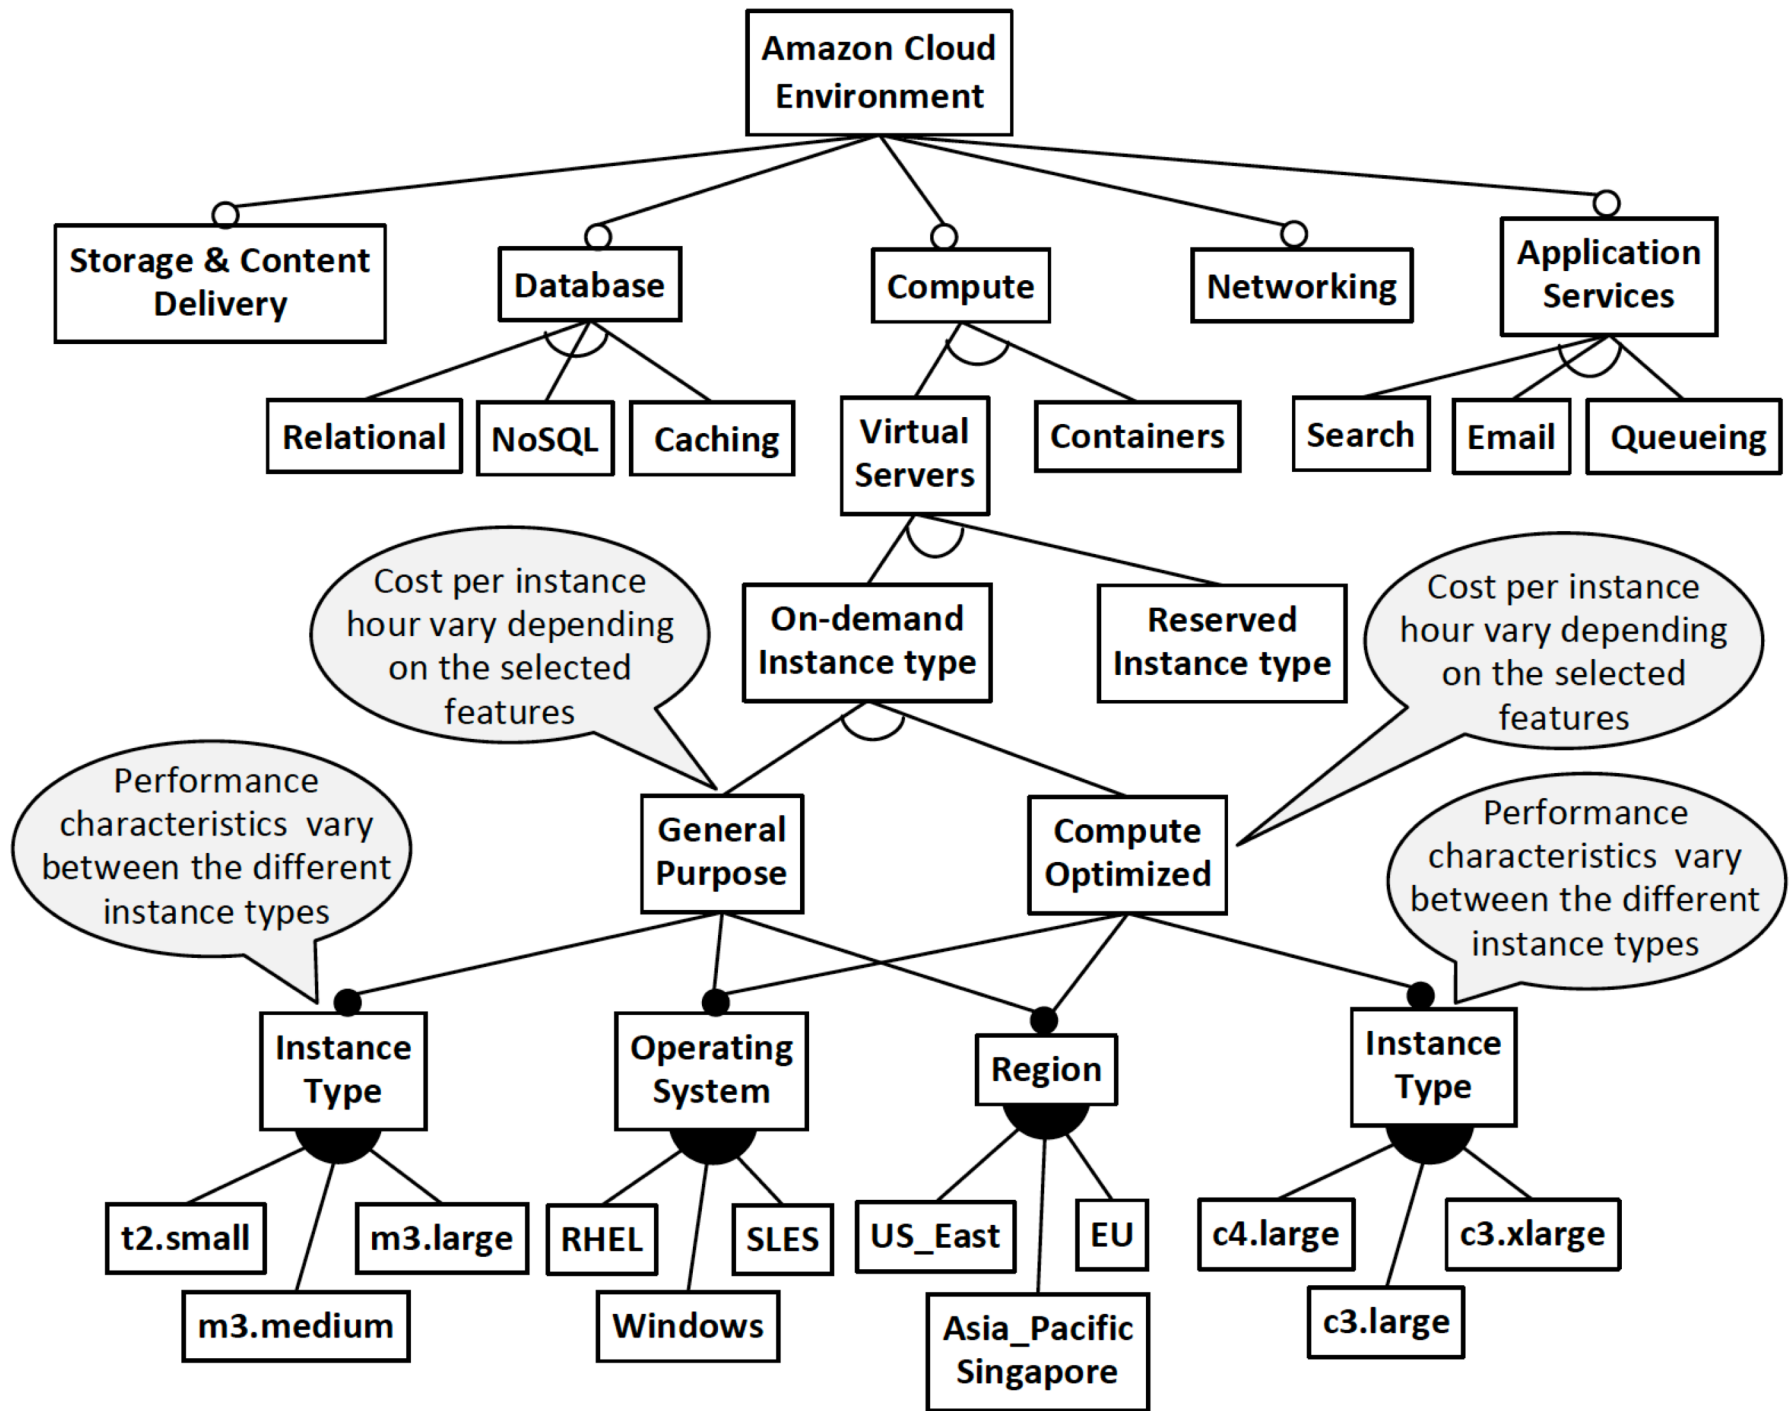 Amazon Cloud
Environment
Storage & Content
Delivery
Database
Compute
Networking
Application
Services
Relational
NoSQL
Caching
Virtual
Servers
Containers
Search
Email
Queueing
Cost per instance
hour vary depending
on the selected
features
On-demand
Instance type
Reserved
Instance type
Cost per instance
hour vary depending
on the selected
features
Performance
characteristics vary
between the different
instance types
General
Purpose
Compute
Optimized
Performance
characteristics vary
between the different
instance types
Instance
Type
Operating
System
Region
Instance
Type
t2.small
m3.large
m3.medium
RHEL
SLES
Windows
US_East
EU
Asia_Pacific
Singapore
c4.large
c3.xlarge
c3.large